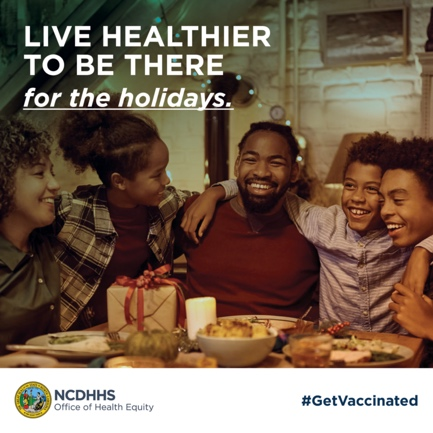 LIVE HEALTHIER
TO BE THERE
for the holidays.
NCDHHS
Office of Health Equity
#GetVaccinated